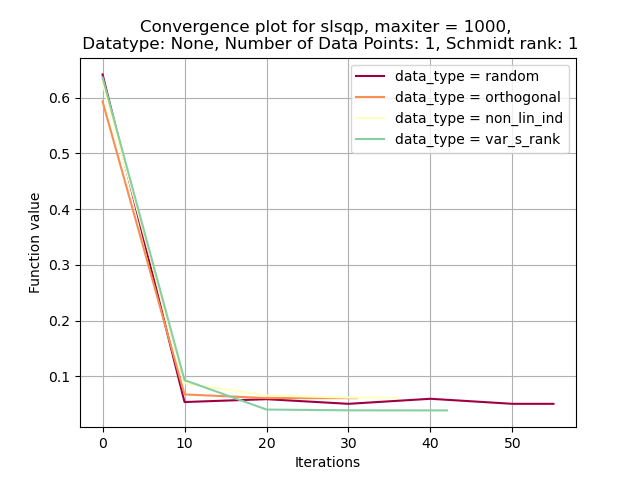 Convergence plot for slsqp, maxiter = 1000,
Datatype: None, Number of Data Points: 1, Schmidt rank: 1
data_type = random
data_type = orthogonal
data_type = non_lin_ind
data_type = var_s_rank
0.6
0.5
0.4
0.3
0.2
0.1
Function value
0 10 20 30 40 50
Iterations